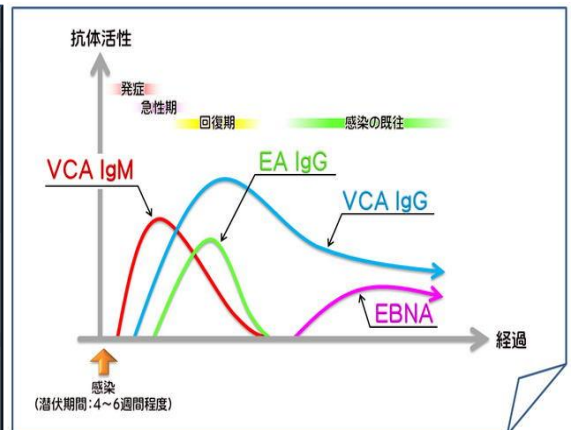 抗体活性
発症
急性期
回復期
感染の既往
VCA IgM
EA IgG
VCA IgG
EBNA
経過
感染
(潜伏期間:4〜6週間程度)